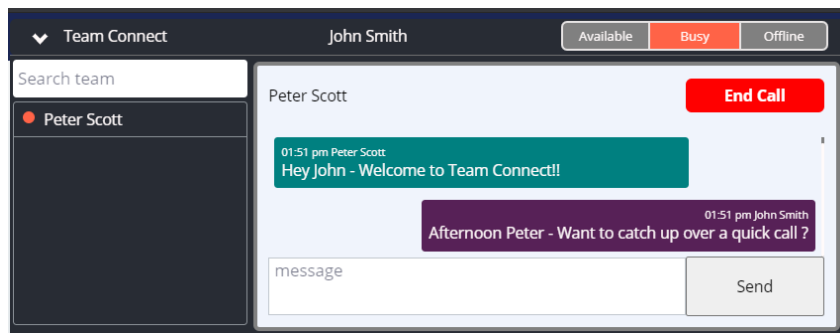 Team Connect
John Smith
Available
Busy
Offline
Search team
Peter Scott
Peter Scott
End Call
01:51 pm Peter Scott
Hey John - Welcome to Team Connect!!
01:51 pm John Smith
Afternoon Peter - Want to catch up over a quick call ?
message
Send